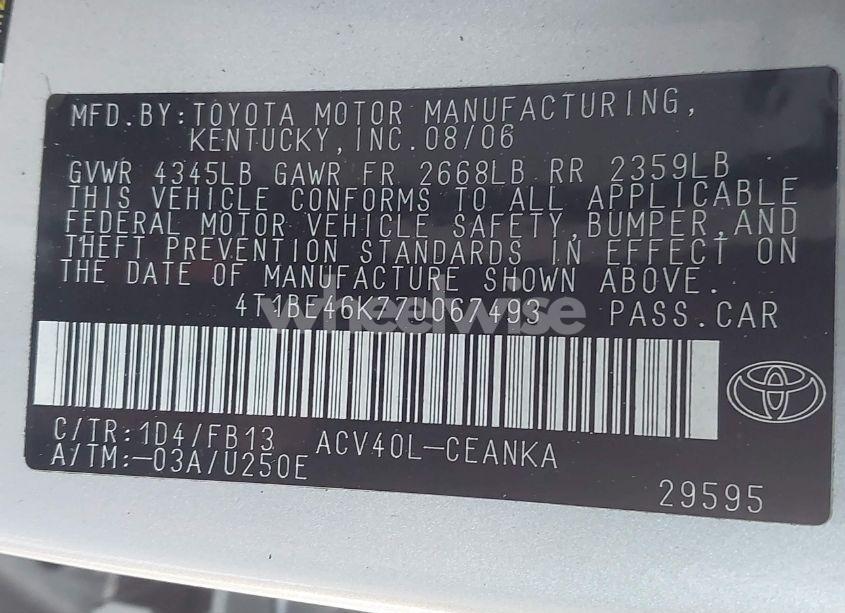 MFD.BY:TOYOTA MOTOR MANUFACTURING,
KENTUCKY,INC.08/06
GVWR 4345LB GAWR FR 2668LB RR 2359LB
THIS VEHICLE CONFORMS TO ALL APPLICABLE
FEDERAL MOTOR VEHICLE SAFETY,BUMPER,AND
THEFT PREVENTION STANDARDS IN EFFECT ON
THE DATE OF MANUFACTURE SHOWN ABOVE.
4T1BE46K77U067493 PASS.CAR
wheelwise
C/TR:1D4/FB13 ACV40L-CEANKA
A/TM:-03A/U250E
29595